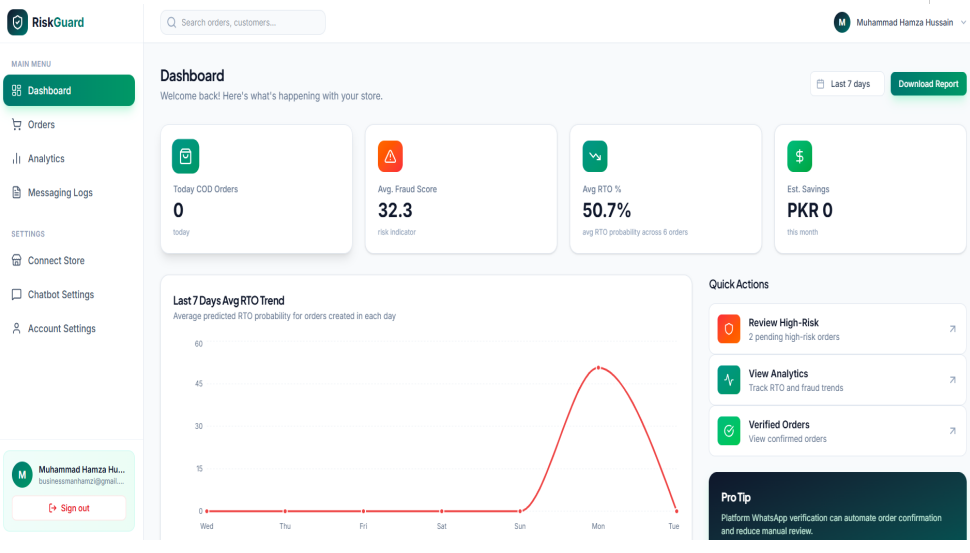 RiskGuard
Search orders, customers...
M
Muhammad Hamza Hussain
MAIN MENU
Dashboard
Orders
Analytics
Messaging Logs
SETTINGS
Connect Store
Chatbot Settings
Account Settings
M
Muhammad Hamza Hu...
businessmanhamzi@gmail....
Sign out
Dashboard
Welcome back! Here's what's happening with your store.
Last 7 days
Download Report
Today COD Orders
0
today
Avg. Fraud Score
32.3
risk indicator
Avg RTO %
50.7%
avg RTO probability across 6 orders
Est. Savings
PKR 0
this month
Last 7 Days Avg RTO Trend
Average predicted RTO probability for orders created in each day
60
45
30
15
0
Wed Thu Fri Sat Sun Mon Tue
Quick Actions
Review High-Risk
2 pending high-risk orders
View Analytics
Track RTO and fraud trends
Verified Orders
View confirmed orders
Pro Tip
Platform WhatsApp verification can automate order confirmation
and reduce manual review.